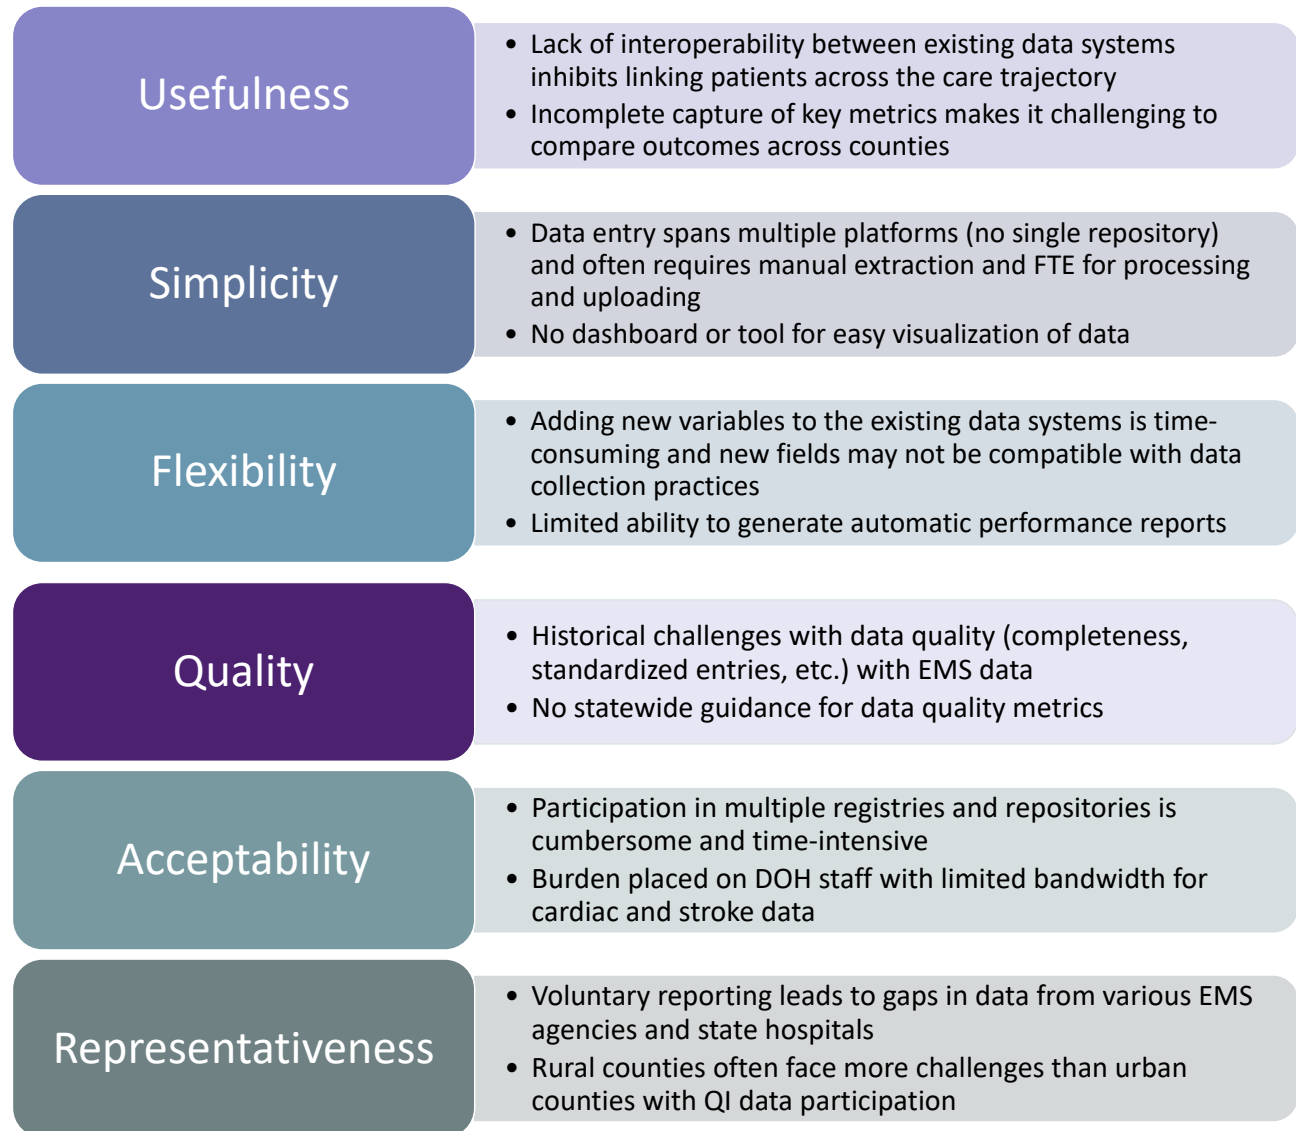 Usefulness
• Lack of interoperability between existing data systems
inhibits linking patients across the care trajectory
• Incomplete capture of key metrics makes it challenging to
compare outcomes across counties
Simplicity
• Data entry spans multiple platforms (no single repository)
and often requires manual extraction and FTE for processing
and uploading
• No dashboard or tool for easy visualization of data
Flexibility
• Adding new variables to the existing data systems is time-
consuming and new fields may not be compatible with data
collection practices
• Limited ability to generate automatic performance reports
Quality
• Historical challenges with data quality (completeness,
standardized entries, etc.) with EMS data
• No statewide guidance for data quality metrics
Acceptability
• Participation in multiple registries and repositories is
cumbersome and time-intensive
• Burden placed on DOH staff with limited bandwidth for
cardiac and stroke data
Representativeness
• Voluntary reporting leads to gaps in data from various EMS
agencies and state hospitals
• Rural counties often face more challenges than urban
counties with QI data participation